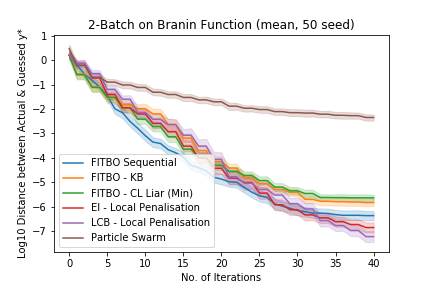 2-Batch on Branin Function (mean, 50 seed)
Log10 Distance between Actual & Guessed y*
1
0
−1
−2
−3
−4
−5
−6
−7
FITBO Sequential
FITBO - KB
FITBO - CL Liar (Min)
EI - Local Penalisation
LCB - Local Penalisation
Particle Swarm
0 5 10 15 20 25 30 35 40
No. of Iterations